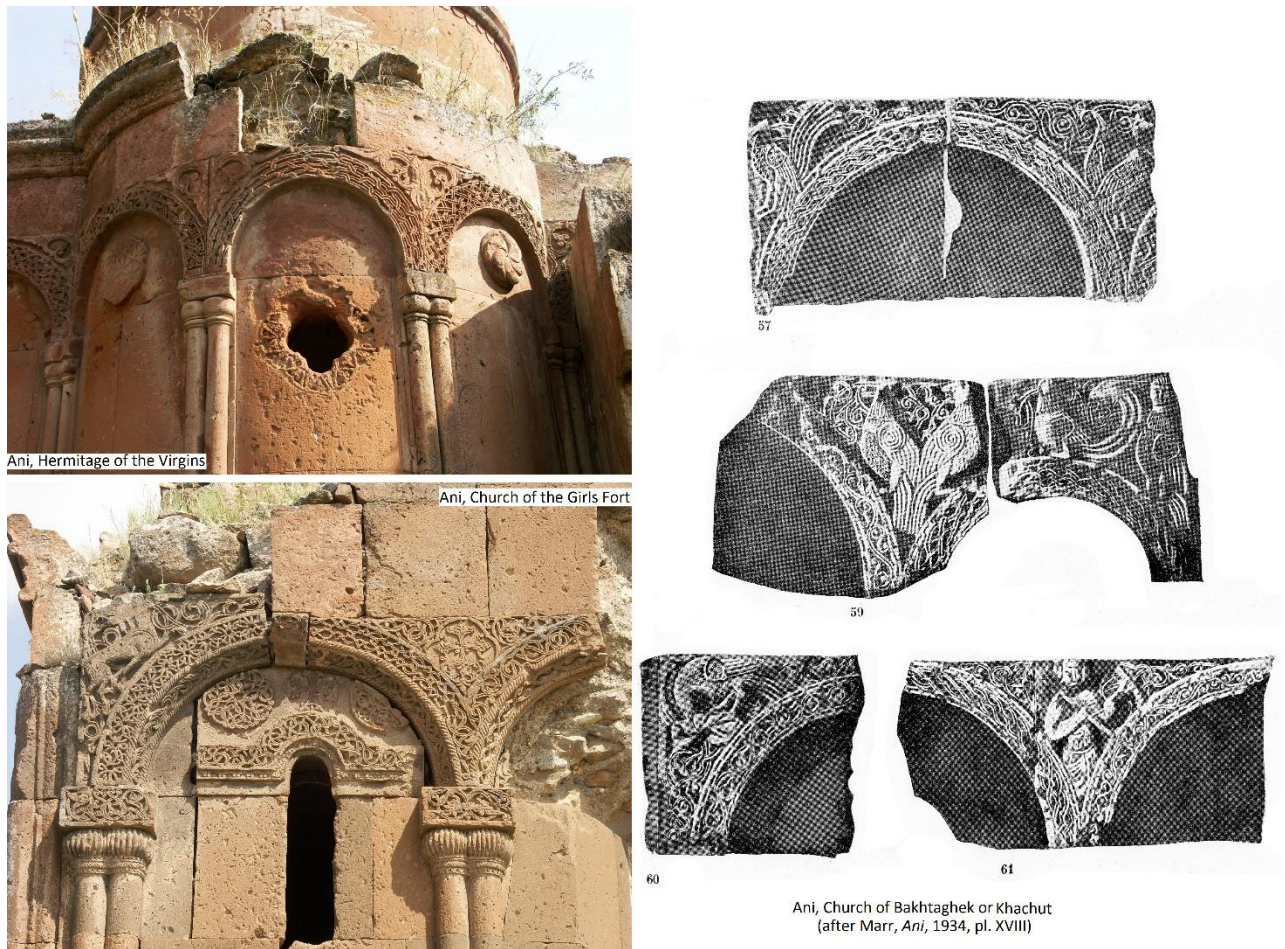 Ani, Hermitage of the Virgins
Ani, Church of the Girls Fort
57
59
60
61
Ani, Church of Bakhtaghek or Khachut
(after Marr, Ani, 1934, pl. XVIII)